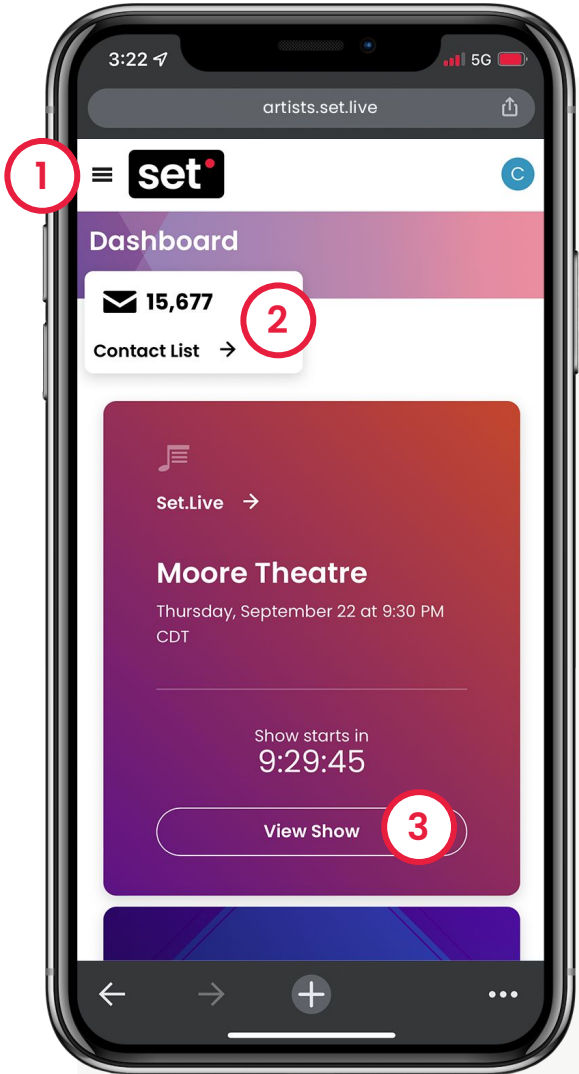 3:22
5G
artists.set.live
1
set
C
Dashboard
15,677
2
Contact List →
Set.Live →
Moore Theatre
Thursday, September 22 at 9:30 PM
CDT
Show starts in
9:29:45
View Show
3